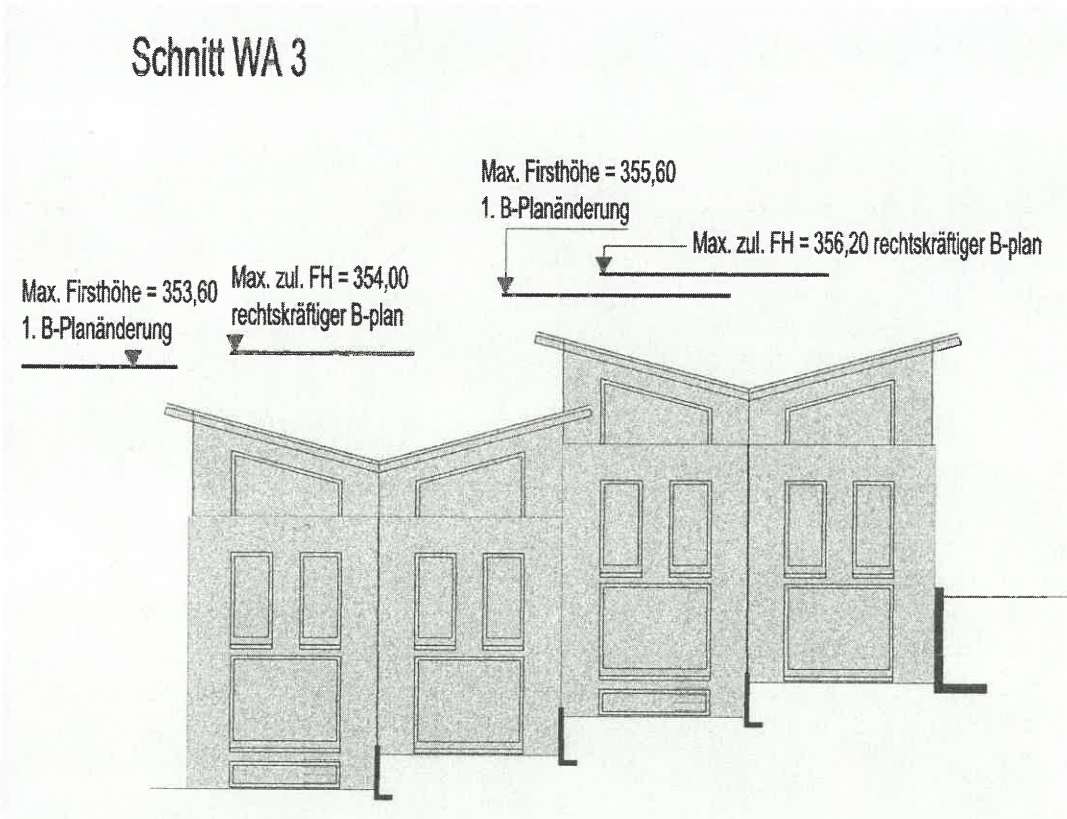 Schnitt WA 3
Max. Firsthöhe = 355,60
1. B-Planänderung
Max. zul. FH = 356,20 rechtskräftiger B-plan
Max. Firsthöhe = 353,60
1. B-Planänderung
Max. zul. FH = 354,00
rechtskräftiger B-plan